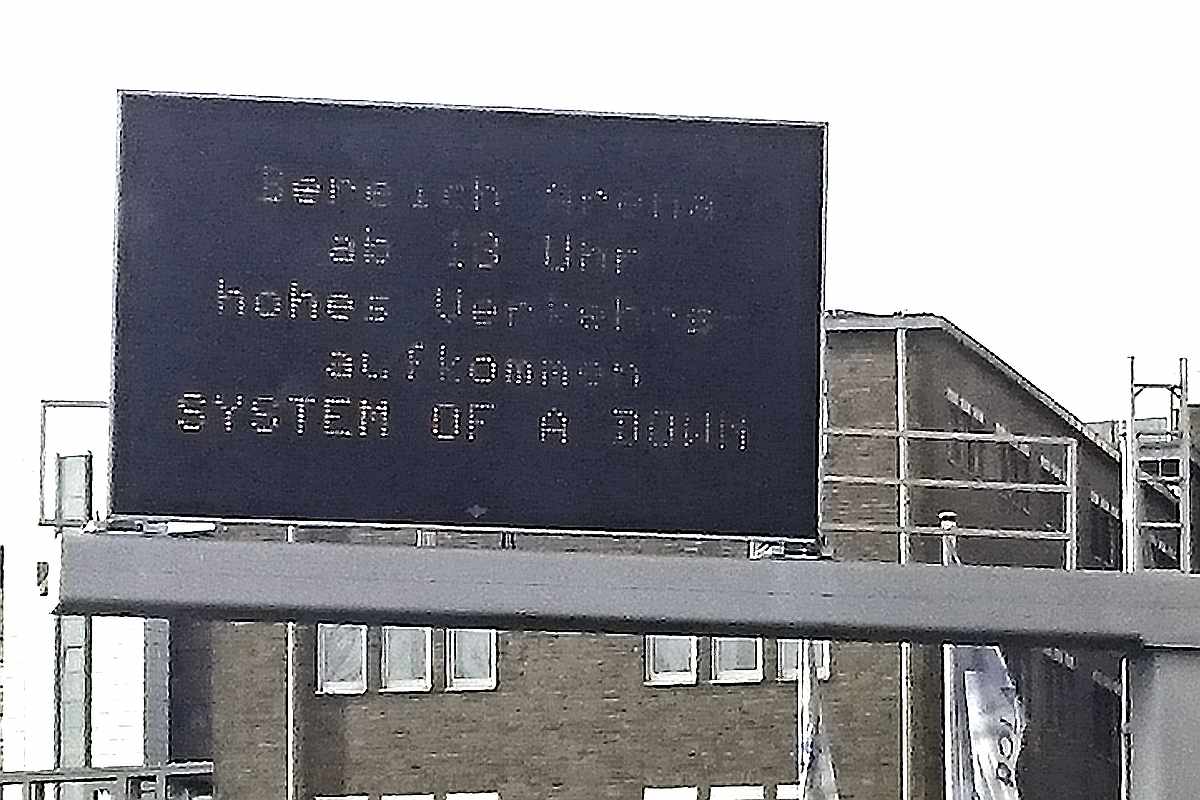 Bereich Arena
ab 13 Uhr
hohes Verkehrs-
aufkommen
SYSTEM OF A DOWN